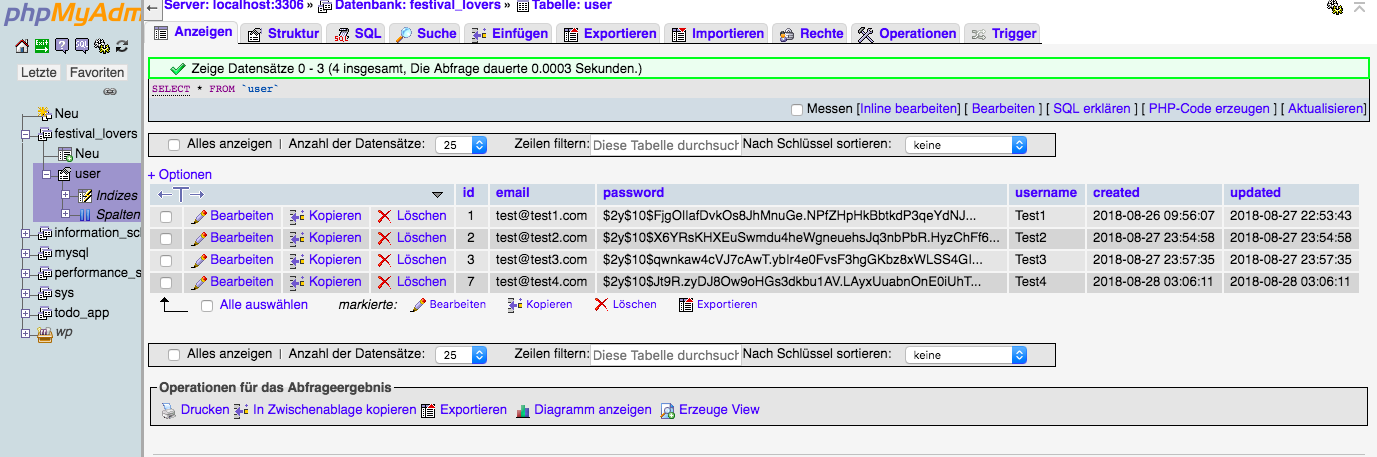 phpMyAdm
Server: localhost:3306 » Datenbank: festival_lovers » Tabelle: user
Anzeigen Struktur SQL Suche Einfügen Exportieren Importieren Rechte Operationen Trigger
Letzte Favoriten
Neu
festival_lovers
Neu
user
Indizes
Spalten
information_scl
mysql
performance_s
sys
todo_app
wp
Zeige Datensätze 0 - 3 (4 insgesamt, Die Abfrage dauerte 0.0003 Sekunden.)
SELECT * FROM `user`
Messen [Inline bearbeiten] [ Bearbeiten ] [ SQL erklären ] [ PHP-Code erzeugen ] [ Aktualisieren]
Alles anzeigen | Anzahl der Datensätze: 25 Zeilen filtern: Diese Tabelle durchsuch Nach Schlüssel sortieren: keine
+ Optionen
←T→ id email password username created updated
Bearbeiten Kopieren Löschen 1 test@test1.com $2y$10$FjgOIlafDvkOs8JhMnuGe.NPfZHpHkBbtkdP3qeYdNJ... Test1 2018-08-26 09:56:07 2018-08-27 22:53:43
Bearbeiten Kopieren Löschen 2 test@test2.com $2y$10$X6YRsKHXEuSwmdu4heWgneuehsJq3nbPbR.HyzChFf6... Test2 2018-08-27 23:54:58 2018-08-27 23:54:58
Bearbeiten Kopieren Löschen 3 test@test3.com $2y$10$qwnkaw4cVJ7cAwT.yblr4e0FvsF3hgGKbz8xWLSS4GI... Test3 2018-08-27 23:57:35 2018-08-27 23:57:35
Bearbeiten Kopieren Löschen 7 test@test4.com $2y$10$Jt9R.zyDJ8Ow9oHGs3dkbu1AV.LAyxUuabnOnE0iUhT... Test4 2018-08-28 03:06:11 2018-08-28 03:06:11
Alle auswählen markierte: Bearbeiten Kopieren Löschen Exportieren
Alles anzeigen | Anzahl der Datensätze: 25 Zeilen filtern: Diese Tabelle durchsuch Nach Schlüssel sortieren: keine
Operationen für das Abfrageergebnis
Drucken In Zwischenablage kopieren Exportieren Diagramm anzeigen Erzeuge View